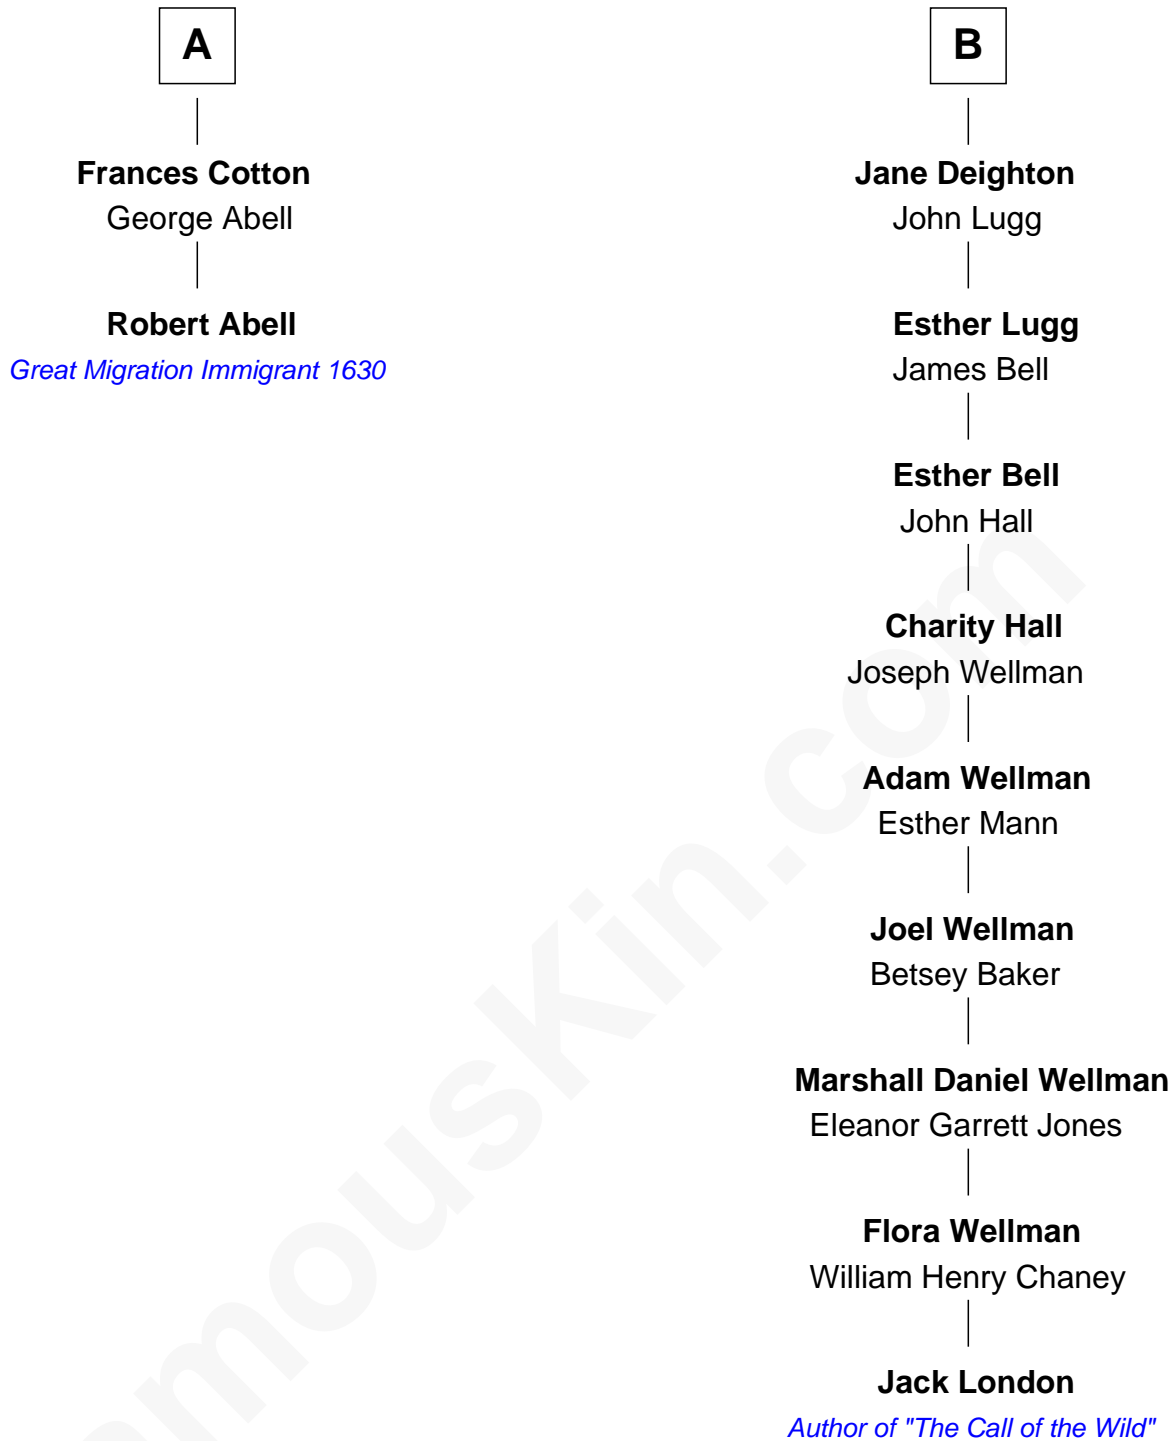 A
Frances Cotton
George Abell
Robert Abell
Great Migration Immigrant 1630
B
Jane Deighton
John Lugg
Esther Lugg
James Bell
Esther Bell
John Hall
Charity Hall
Joseph Wellman
Adam Wellman
Esther Mann
Joel Wellman
Betsey Baker
Marshall Daniel Wellman
Eleanor Garrett Jones
Flora Wellman
William Henry Chaney
Jack London
Author of "The Call of the Wild"
amousKin.com